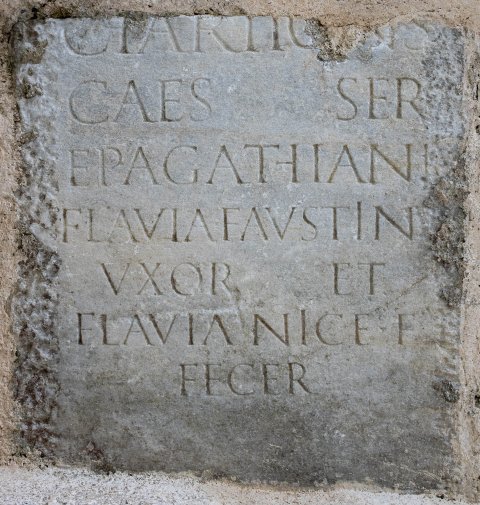 CAES SER
EPAGATHIANI
FLAVIA FAVSTIN
VXOR ET
FLAVIA NICE F
FECER